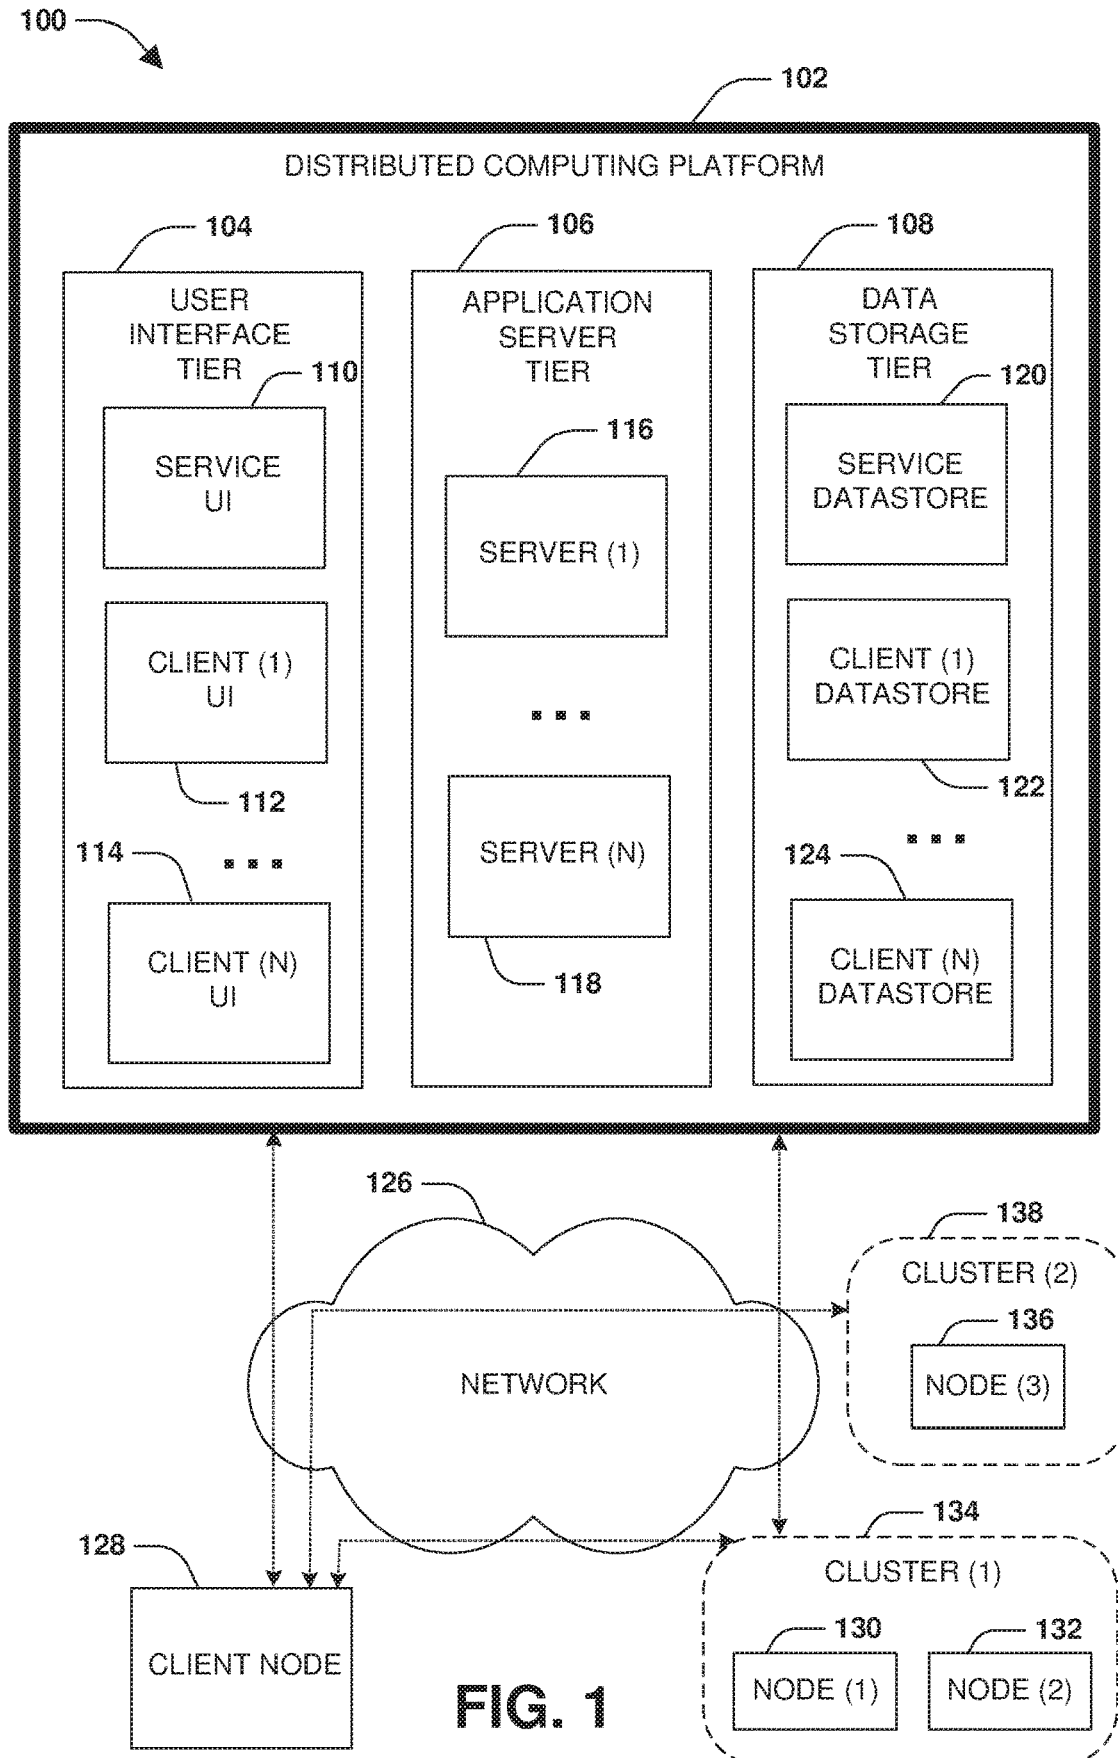 100
102
DISTRIBUTED COMPUTING PLATFORM
104
106
108
USER
INTERFACE
TIER
110
SERVICE
UI
CLIENT (1)
UI
112
114
CLIENT (N)
UI
APPLICATION
SERVER
TIER
116
SERVER (1)
SERVER (N)
118
DATA
STORAGE
TIER
120
SERVICE
DATASTORE
CLIENT (1)
DATASTORE
122
124
CLIENT (N)
DATASTORE
126
NETWORK
138
CLUSTER (2)
136
NODE (3)
128
CLIENT NODE
134
CLUSTER (1)
130
NODE (1)
132
NODE (2)
FIG. 1